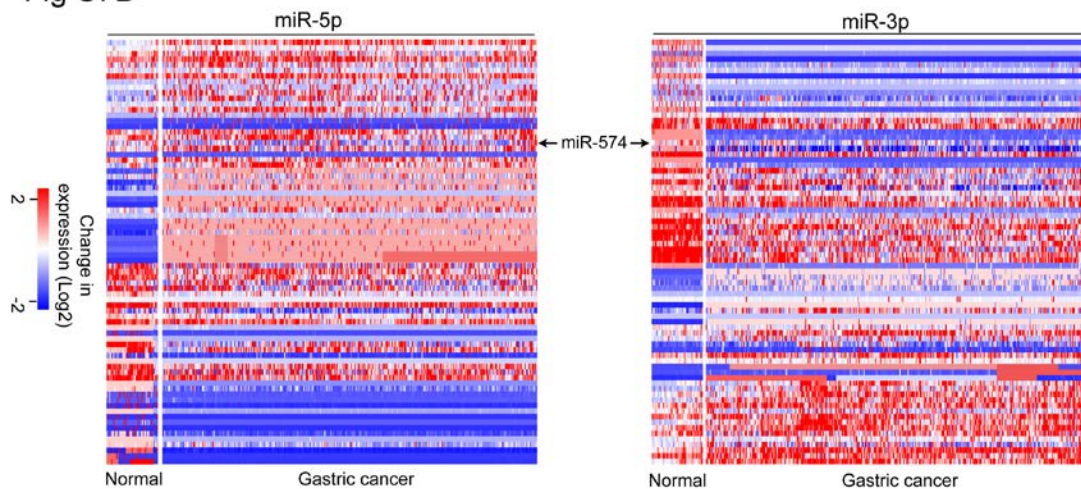 miR-5p
miR-3p
miR-574
2
-2
Change in
expression (Log2)
Normal
Gastric cancer
Normal
Gastric cancer